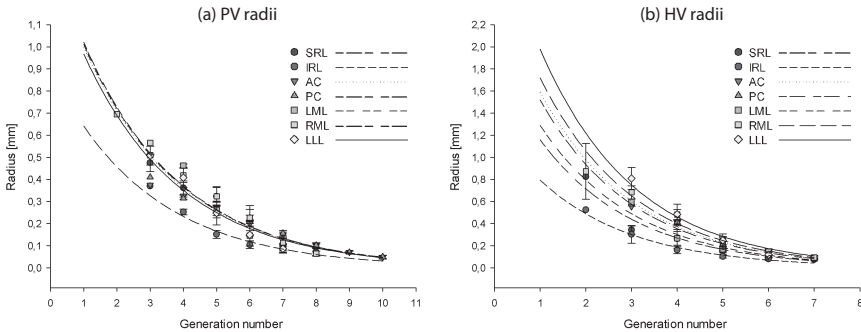 (a) PV radii
1,1
1,0
0,9
0,8
0,7
0,6
0,5
0,4
0,3
0,2
0,1
0,0
Radius [mm]
SRL
IRL
AC
PC
LML
RML
LLL
0 1 2 3 4 5 6 7 8 9 10 11
Generation number
(b) HV radii
2,2
2,0
1,8
1,6
1,4
1,2
1,0
0,8
0,6
0,4
0,2
0,0
Radius [mm]
SRL
IRL
AC
PC
LML
RML
LLL
0 1 2 3 4 5 6 7 8
Generation number